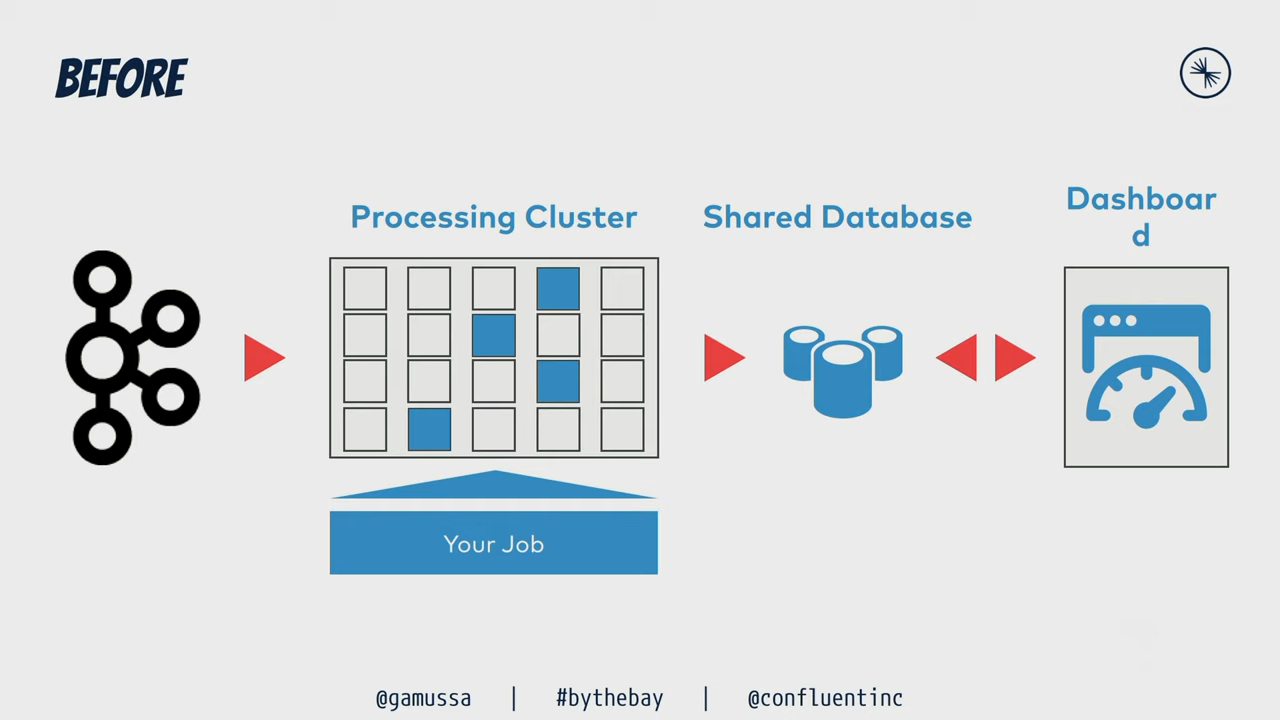 BEFORE
Processing Cluster
Shared Database
Dashboar
d
Your Job
@gamussa | #bythebay | @confluentinc